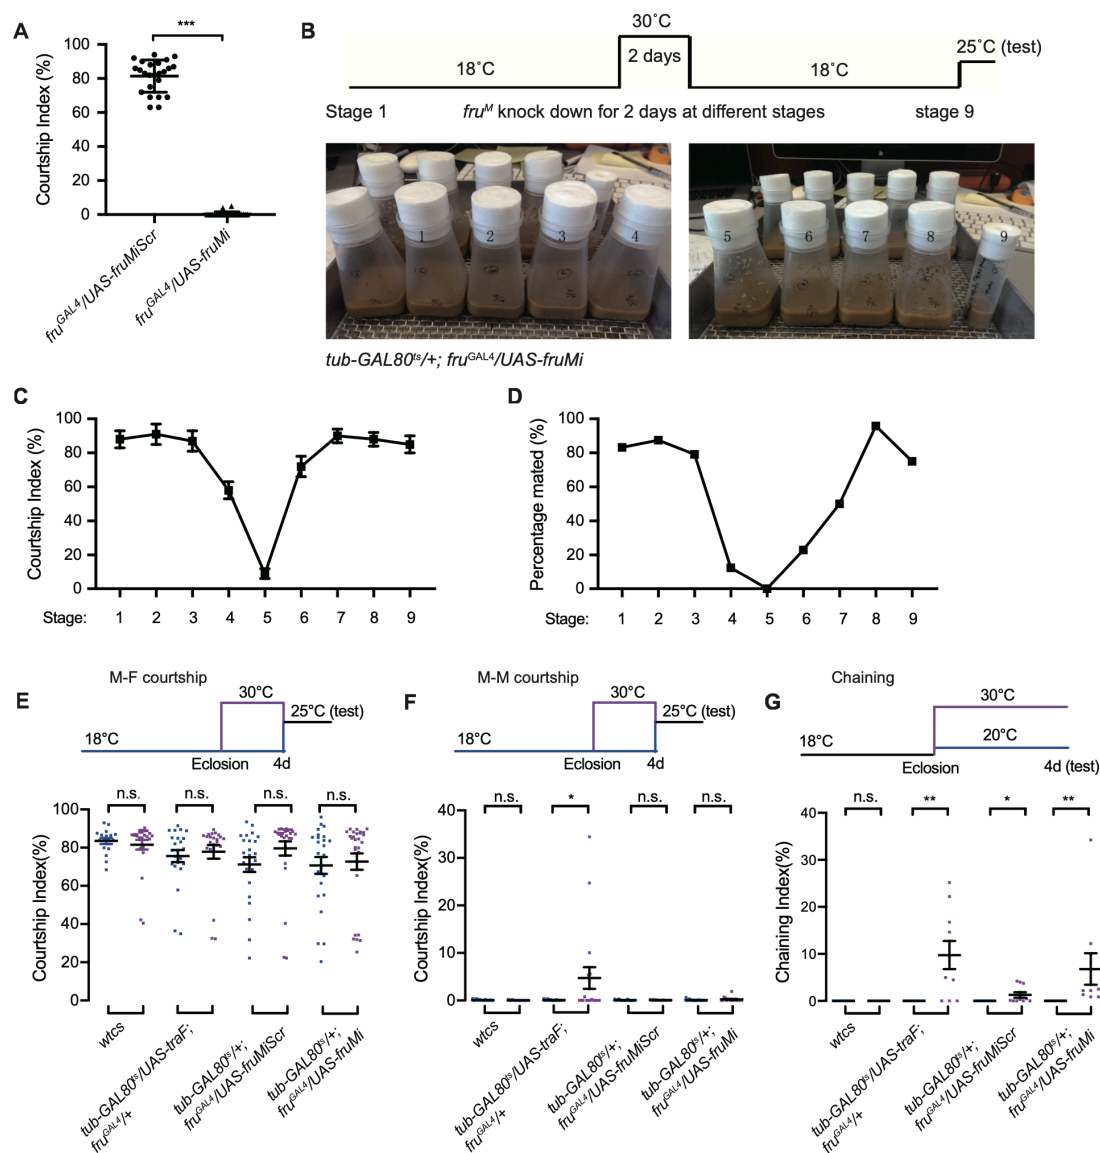 A
***
Courtship Index (%)
100
80
60
40
20
0
fruGAL4/UAS-fruMiScr
fruGAL4/UAS-fruMi
B
30˚C
2 days
18˚C
18˚C
25˚C (test)
Stage 1
fruM knock down for 2 days at different stages
stage 9
1
2
3
4
5
6
7
8
9
tub-GAL80ts/+; fruGAL4/UAS-fruMi
C
Courtship Index (%)
100
80
60
40
20
0
Stage: 1 2 3 4 5 6 7 8 9
D
Percentage mated (%)
100
80
60
40
20
0
Stage: 1 2 3 4 5 6 7 8 9
E
M-F courtship
30°C
25°C (test)
18°C
Eclosion
4d
n.s. n.s. n.s. n.s.
Courtship Index(%)
100
80
60
40
20
0
wtcs
tub-GAL80ts/UAS-traF;
fruGAL4/+
tub-GAL80ts/+;
fruGAL4/UAS-fruMiScr
tub-GAL80ts/+;
fruGAL4/UAS-fruMi
F
M-M courtship
30°C
25°C (test)
18°C
Eclosion
4d
n.s. * n.s. n.s.
Courtship Index(%)
40
30
20
10
0
wtcs
tub-GAL80ts/UAS-traF;
fruGAL4/+
tub-GAL80ts/+;
fruGAL4/UAS-fruMiScr
tub-GAL80ts/+;
fruGAL4/UAS-fruMi
G
Chaining
30°C
20°C
18°C
Eclosion
4d (test)
n.s. ** * **
Chaining Index(%)
40
30
20
10
0
wtcs
tub-GAL80ts/UAS-traF;
fruGAL4/+
tub-GAL80ts/+;
fruGAL4/UAS-fruMiScr
tub-GAL80ts/+;
fruGAL4/UAS-fruMi